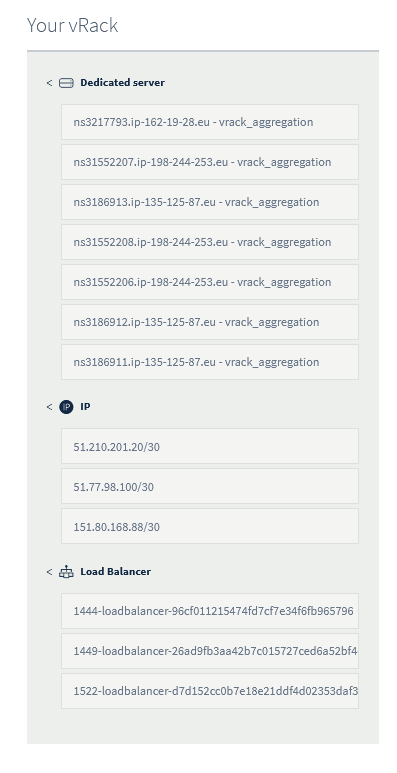 Your vRack
< Dedicated server
ns3217793.ip-162-19-28.eu - vrack_aggregation
ns31552207.ip-198-244-253.eu - vrack_aggregation
ns3186913.ip-135-125-87.eu - vrack_aggregation
ns31552208.ip-198-244-253.eu - vrack_aggregation
ns31552206.ip-198-244-253.eu - vrack_aggregation
ns3186912.ip-135-125-87.eu - vrack_aggregation
ns3186911.ip-135-125-87.eu - vrack_aggregation
< IP IP
51.210.201.20/30
51.77.98.100/30
151.80.168.88/30
< Load Balancer
1444-loadbalancer-96cf011215474fd7cf7e34f6fb965796
1449-loadbalancer-26ad9fb3aa42b7c015727ced6a52bf4
1522-loadbalancer-d7d152cc0b7e18e21ddf4d02353daf3